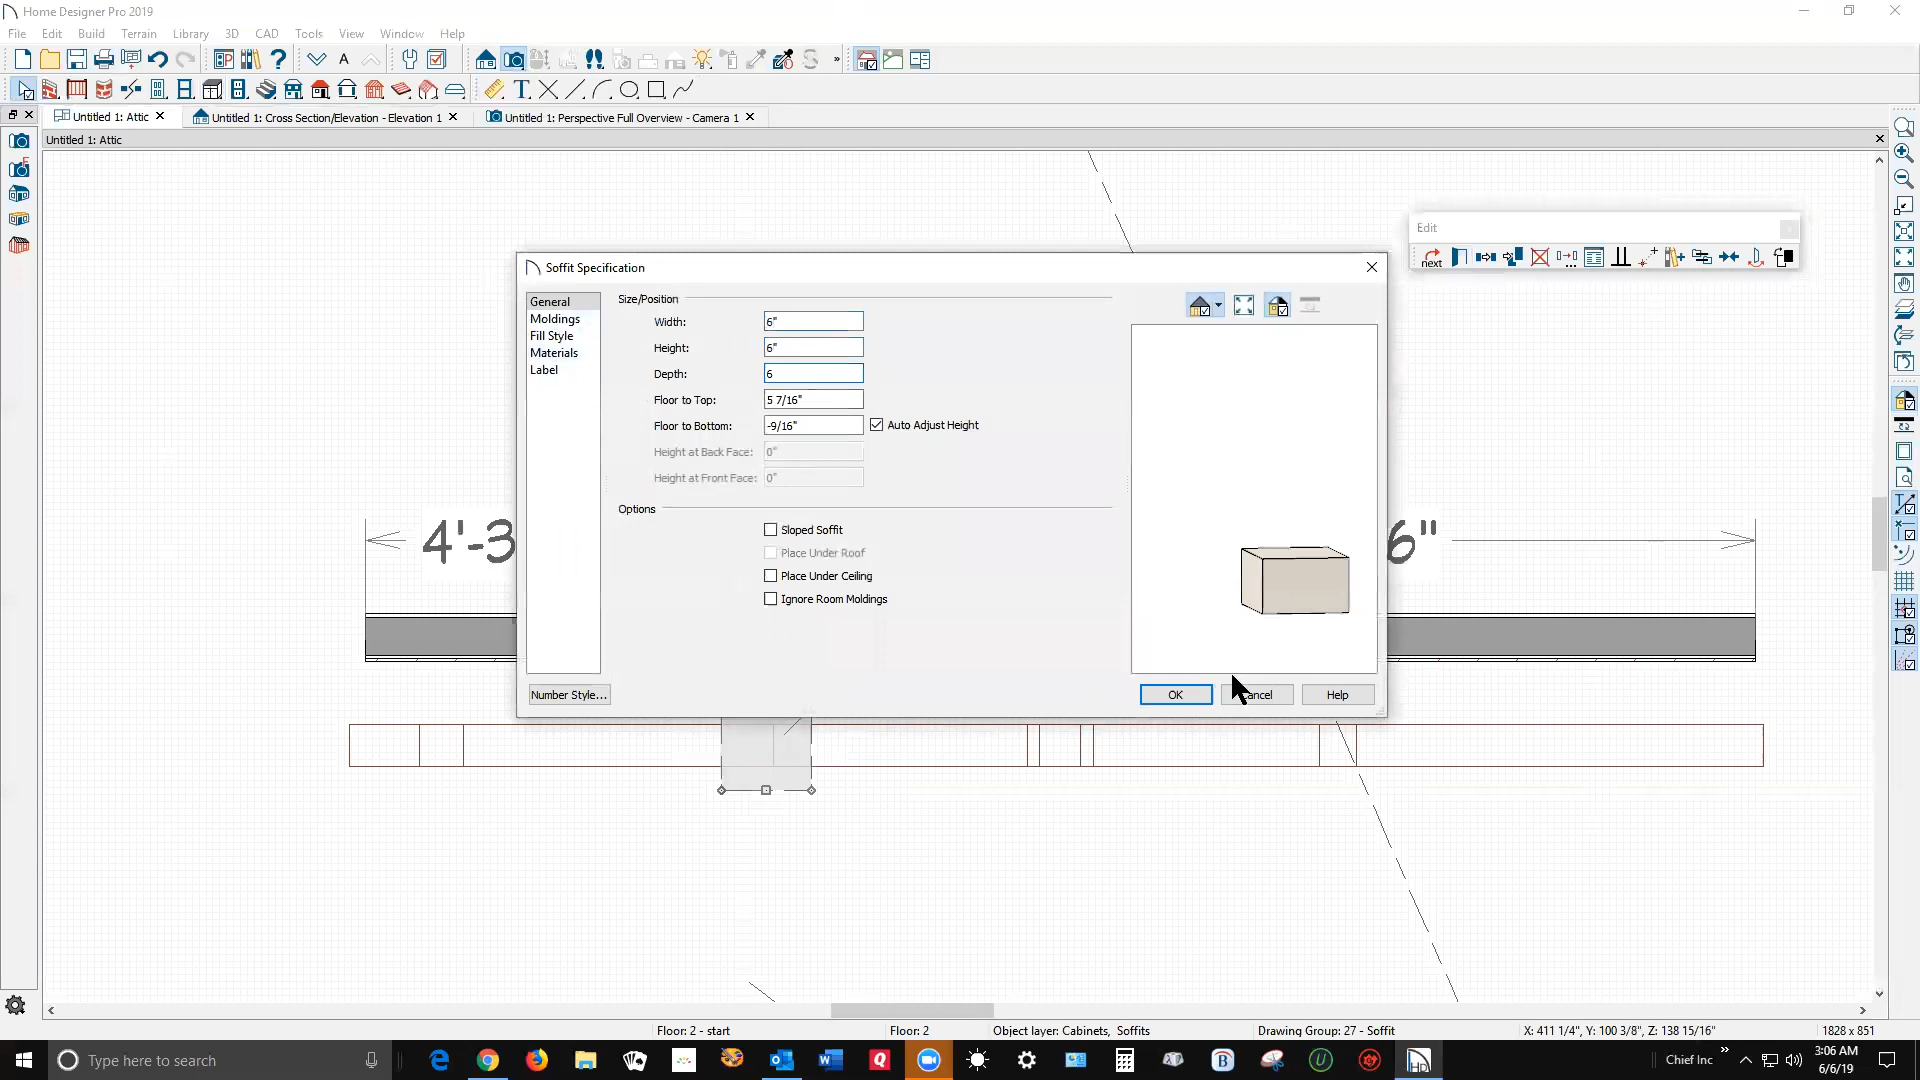 Home Designer Pro 2019
File Edit Build Terrain Library 3D CAD Tools View Window Help
Untitled 1: Attic
Untitled 1: Cross Section/Elevation - Elevation 1
Untitled 1: Perspective Full Overview - Camera 1
Untitled 1: Attic
Edit
next
Soffit Specification
General
Moldings
Fill Style
Materials
Label
Size/Position
Width: 6"
Height: 6"
Depth: 6
Floor to Top: 5 7/16"
Floor to Bottom: -9/16" Auto Adjust Height
Height at Back Face: 0"
Height at Front Face: 0"
Options
Sloped Soffit
Place Under Roof
Place Under Ceiling
Ignore Room Moldings
Number Style...
OK
Help
4'-3
6"
Floor: 2 - start
Floor: 2
Object layer: Cabinets, Soffits
Drawing Group: 27 - Soffit
X: 411 1/4", Y: 100 3/8", Z: 138 15/16"
1828 x 851
Type here to search
Chief Inc
3:06 AM
6/6/19